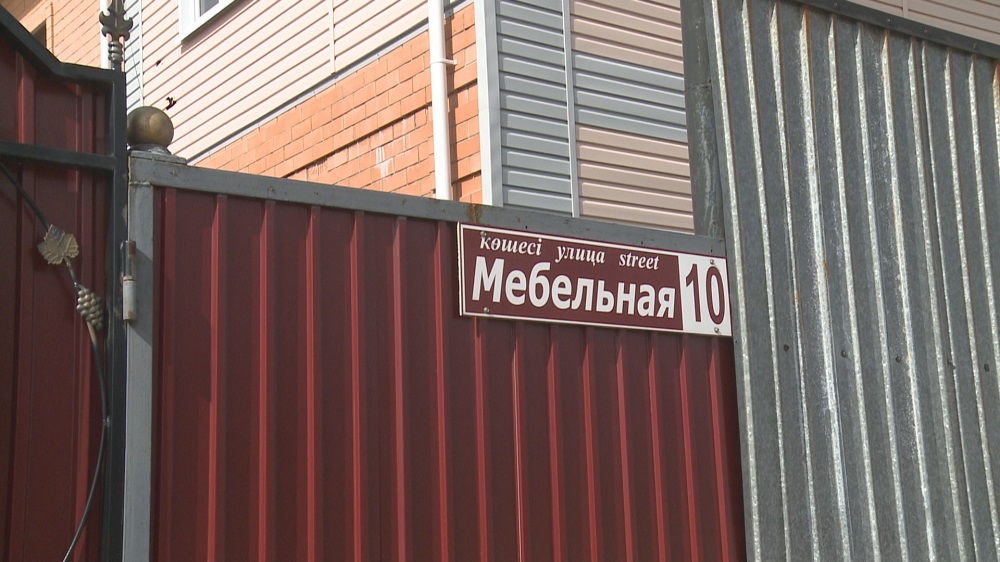 көшесі улица street
Мебельная 10